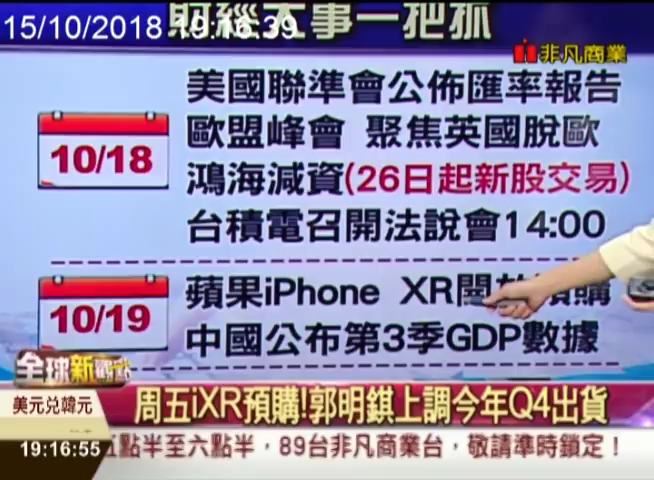 15/10/2018 19:16:39
財經大事一把抓
非凡商業
美國聯準會公佈匯率報告
10/18
歐盟峰會 聚焦英國脫歐
鴻海減資(26日起新股交易)
台積電召開法說會14:00
10/19
蘋果iPhone XR開放預購
中國公布第3季GDP數據
全球新觀點
周五iXR預購!郭明錤上調今年Q4出貨
美元兑韓元
19:16:55
五點半至六點半，89台非凡商業台，敬請準時鎖定！